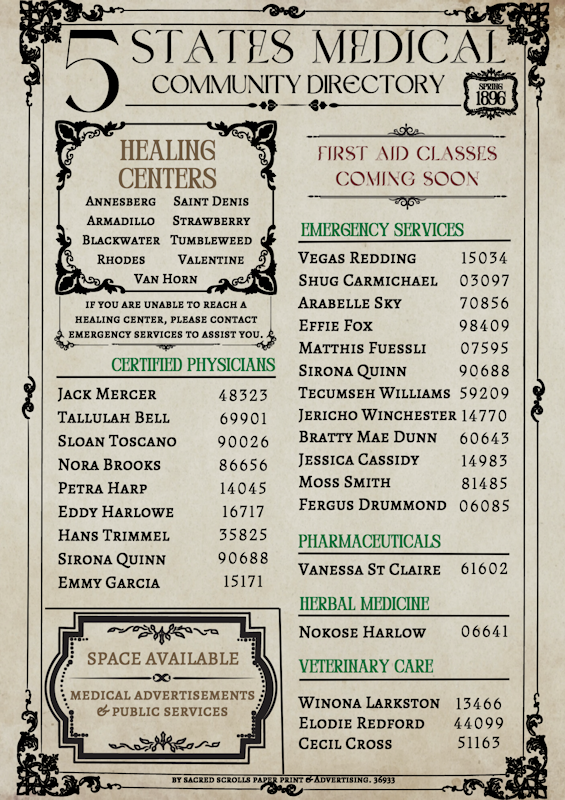 5 STATES MEDICAL
COMMUNITY DIRECTORY
SPRING
1896
HEALING
CENTERS
ANNESBERG SAINT DENIS
ARMADILLO STRAWBERRY
BLACKWATER TUMBLEWEED
RHODES VALENTINE
VAN HORN
IF YOU ARE UNABLE TO REACH A
HEALING CENTER, PLEASE CONTACT
EMERGENCY SERVICES TO ASSIST YOU.
CERTIFIED PHYSICIANS
JACK MERCER 48323
TALLULAH BELL 69901
SLOAN TOSCANO 90026
NORA BROOKS 86656
PETRA HARP 14045
EDDY HARLOWE 16717
HANS TRIMMEL 35825
SIRONA QUINN 90688
EMMY GARCIA 15171
SPACE AVAILABLE
MEDICAL ADVERTISEMENTS
& PUBLIC SERVICES
FIRST AID CLASSES
COMING SOON
EMERGENCY SERVICES
VEGAS REDDING 15034
SHUG CARMICHAEL 03097
ARABELLE SKY 70856
EFFIE FOX 98409
MATTHIS FUESSLI 07595
SIRONA QUINN 90688
TECUMSEH WILLIAMS 59209
JERICHO WINCHESTER 14770
BRATTY MAE DUNN 60643
JESSICA CASSIDY 14983
MOSS SMITH 81485
FERGUS DRUMMOND 06085
PHARMACEUTICALS
VANESSA ST CLAIRE 61602
HERBAL MEDICINE
NOKOSE HARLOW 06641
VETERINARY CARE
WINONA LARKSTON 13466
ELODIE REDFORD 44099
CECIL CROSS 51163
BY SACRED SCROLLS PAPER PRINT & ADVERTISING. 36933